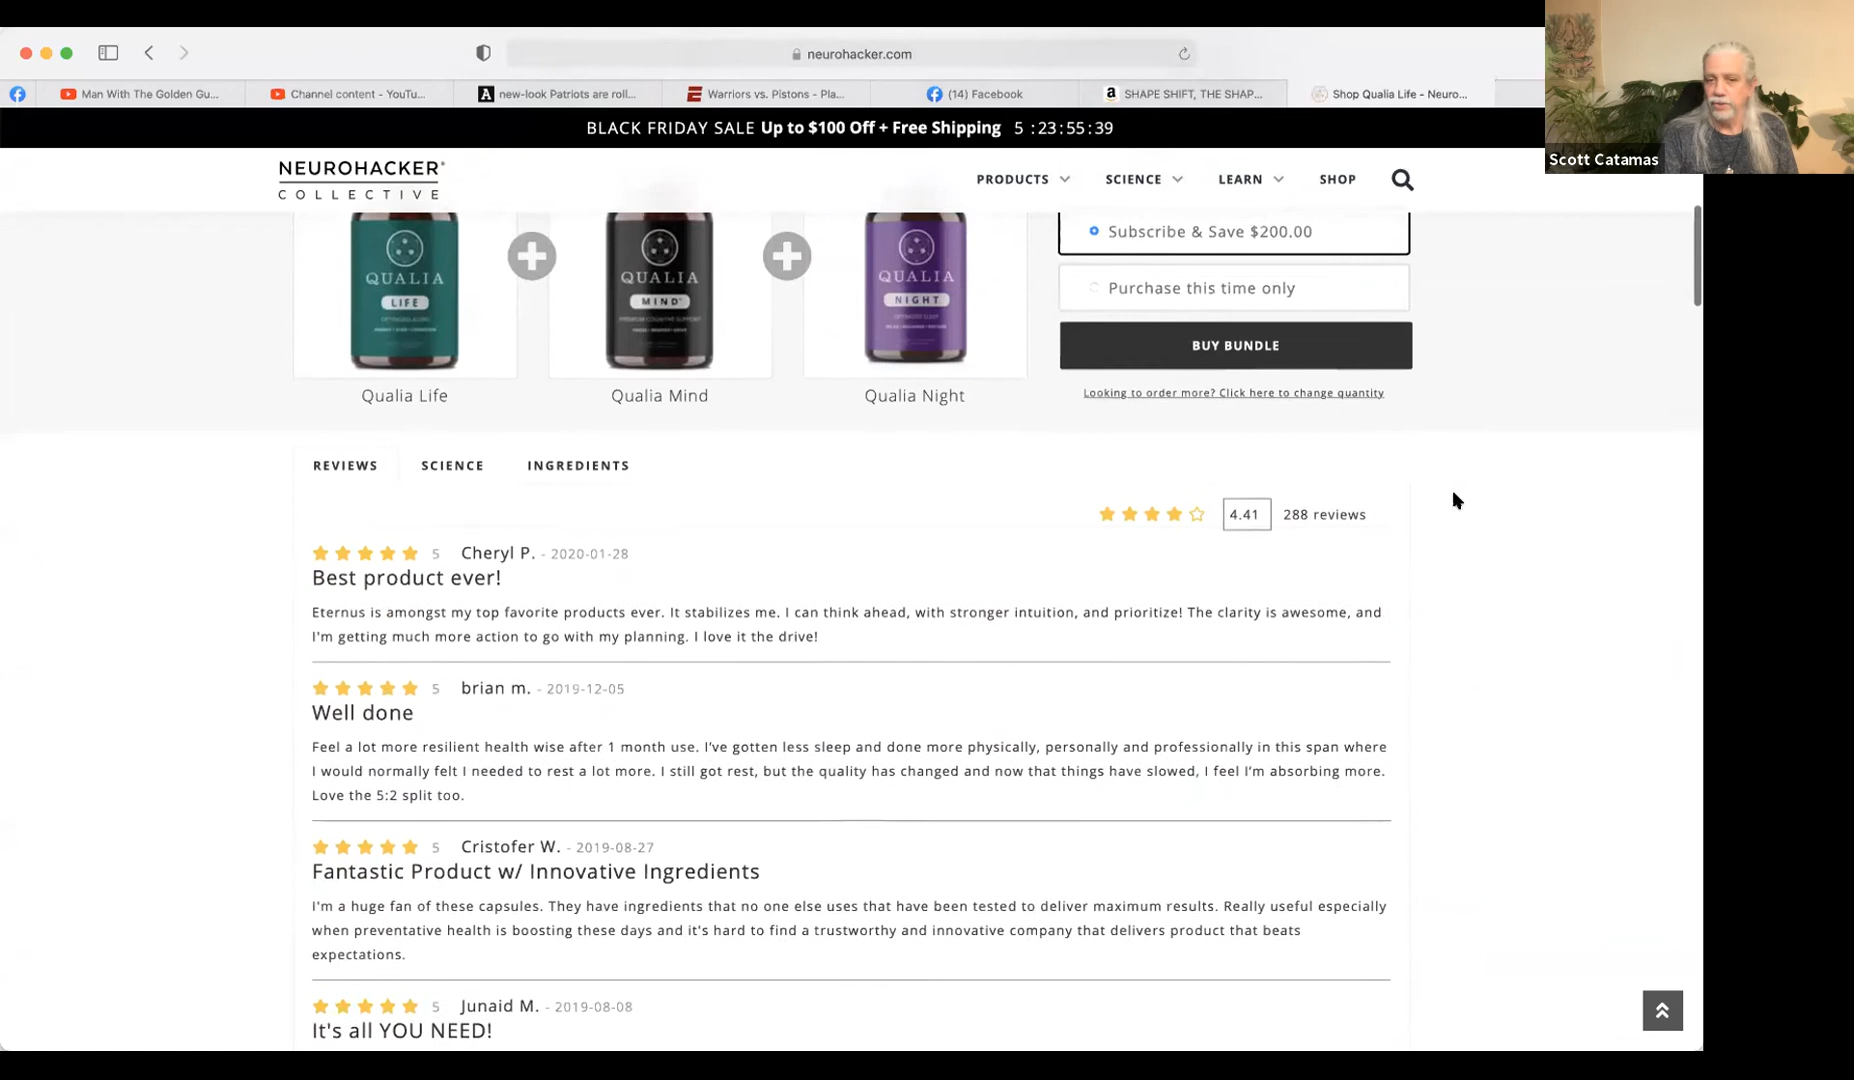 neurohacker.com
Man With The Golden Gu...
Channel content - YouTu...
new-look Patriots are roll...
Warriors vs. Pistons - Pla...
(14) Facebook
SHAPE SHIFT, THE SHAP...
Shop Qualia Life - Neuro...
Scott Catamas
BLACK FRIDAY SALE Up to $100 Off + Free Shipping 5 :23:55:39
NEUROHACKER
COLLECTIVE
PRODUCTS
SCIENCE
LEARN
SHOP
QUALIA
LIFE
QUALIA
MIND
QUALIA
NIGHT
Subscribe & Save $200.00
Purchase this time only
BUY BUNDLE
Looking to order more? Click here to change quantity
Qualia Life
Qualia Mind
Qualia Night
REVIEWS
SCIENCE
INGREDIENTS
4.41 288 reviews
5 Cheryl P. - 2020-01-28
Best product ever!
Eternus is amongst my top favorite products ever. It stabilizes me. I can think ahead, with stronger intuition, and prioritize! The clarity is awesome, and
I'm getting much more action to go with my planning. I love it the drive!
5 brian m. - 2019-12-05
Well done
Feel a lot more resilient health wise after 1 month use. I've gotten less sleep and done more physically, personally and professionally in this span where
I would normally felt I needed to rest a lot more. I still got rest, but the quality has changed and now that things have slowed, I feel I'm absorbing more.
Love the 5:2 split too.
5 Cristofer W. - 2019-08-27
Fantastic Product w/ Innovative Ingredients
I'm a huge fan of these capsules. They have ingredients that no one else uses that have been tested to deliver maximum results. Really useful especially
when preventative health is boosting these days and it's hard to find a trustworthy and innovative company that delivers product that beats
expectations.
5 Junaid M. - 2019-08-08
It's all YOU NEED!